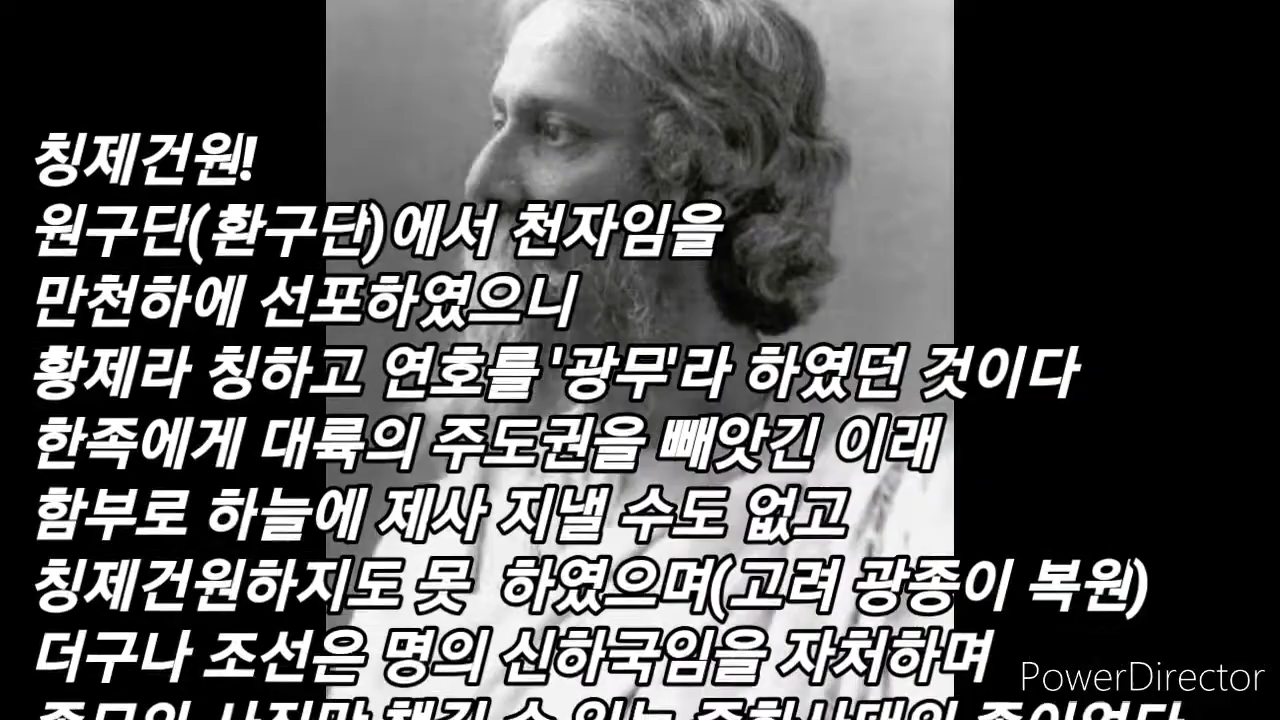 칭제건원!
원구단(환구단)에서 천자임을
만천하에 선포하였으니
황제라 칭하고 연호를 '광무'라 하였던 것이다
한족에게 대륙의 주도권을 빼앗긴 이래
함부로 하늘에 제사 지낼 수도 없고
칭제건원하지도 못 하였으며(고려 광종이 복원)
더구나 조선은 명의 신하국임을 자처하며
PowerDirector